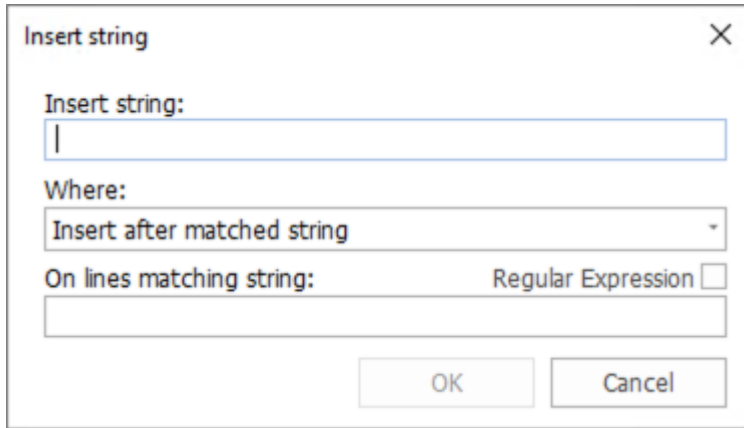 Insert string
Insert string:
Where:
Insert after matched string
On lines matching string: Regular Expression
OK Cancel